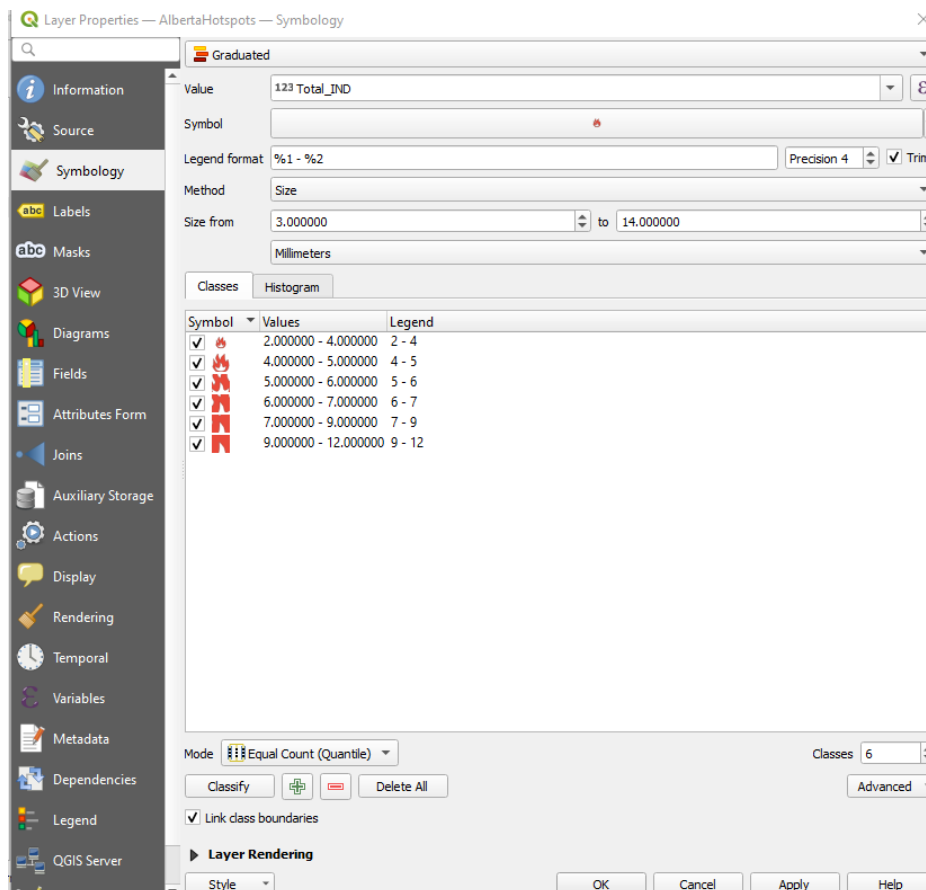 Layer Properties — AlbertaHotspots — Symbology
Graduated
Information
Source
Symbology
abc Labels
abc Masks
3D View
Diagrams
Fields
Attributes Form
Joins
Auxiliary Storage
Actions
Display
Rendering
Temporal
Variables
Metadata
Dependencies
Legend
QGIS Server
Value 123 Total_IND ε
Symbol
Legend format %1 - %2 Precision 4 Trim
Method Size
Size from 3.000000 to 14.000000
Millimeters
Classes Histogram
Symbol Values Legend
2.000000 - 4.000000 2 - 4
4.000000 - 5.000000 4 - 5
5.000000 - 6.000000 5 - 6
6.000000 - 7.000000 6 - 7
7.000000 - 9.000000 7 - 9
9.000000 - 12.000000 9 - 12
Mode Equal Count (Quantile) Classes 6
Classify Delete All Advanced
Link class boundaries
Layer Rendering
Style OK Cancel Apply Help